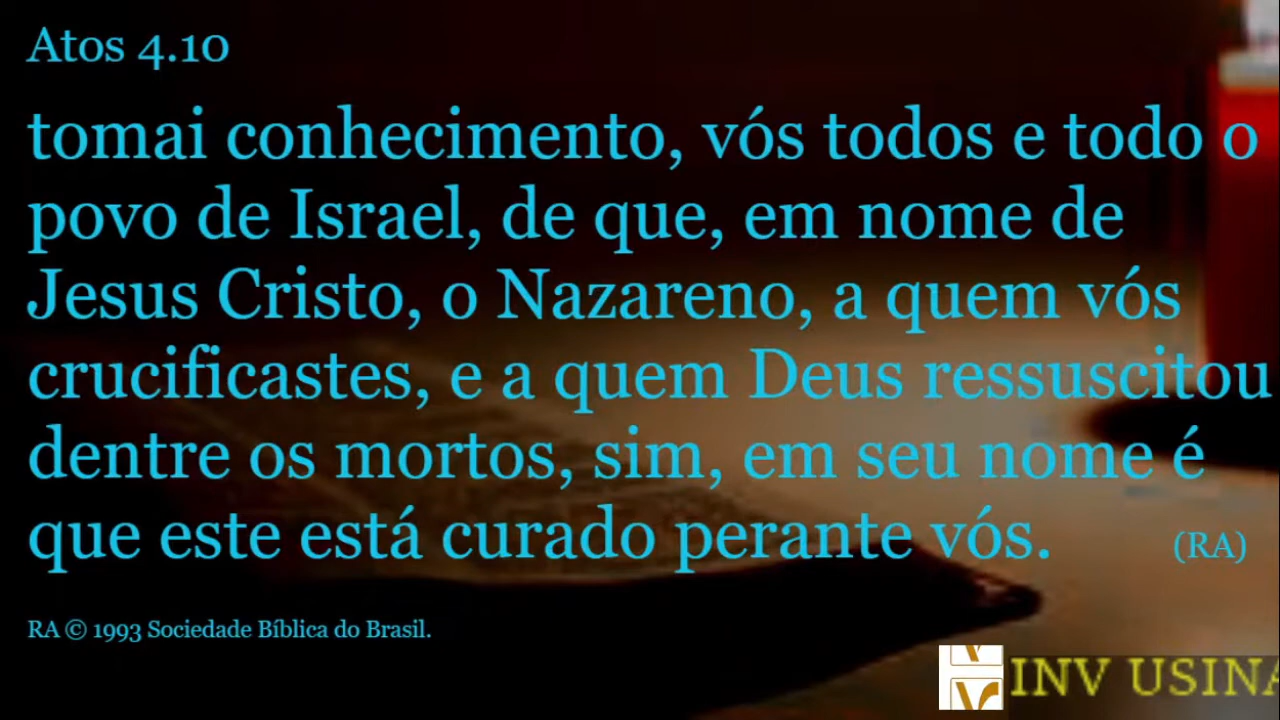 Atos 4.10
tomai conhecimento, vós todos e todo o
povo de Israel, de que, em nome de
Jesus Cristo, o Nazareno, a quem vós
crucificastes, e a quem Deus ressuscitou
dentre os mortos, sim, em seu nome é
que este está curado perante vós. (RA)
RA © 1993 Sociedade Bíblica do Brasil.
INV USINA